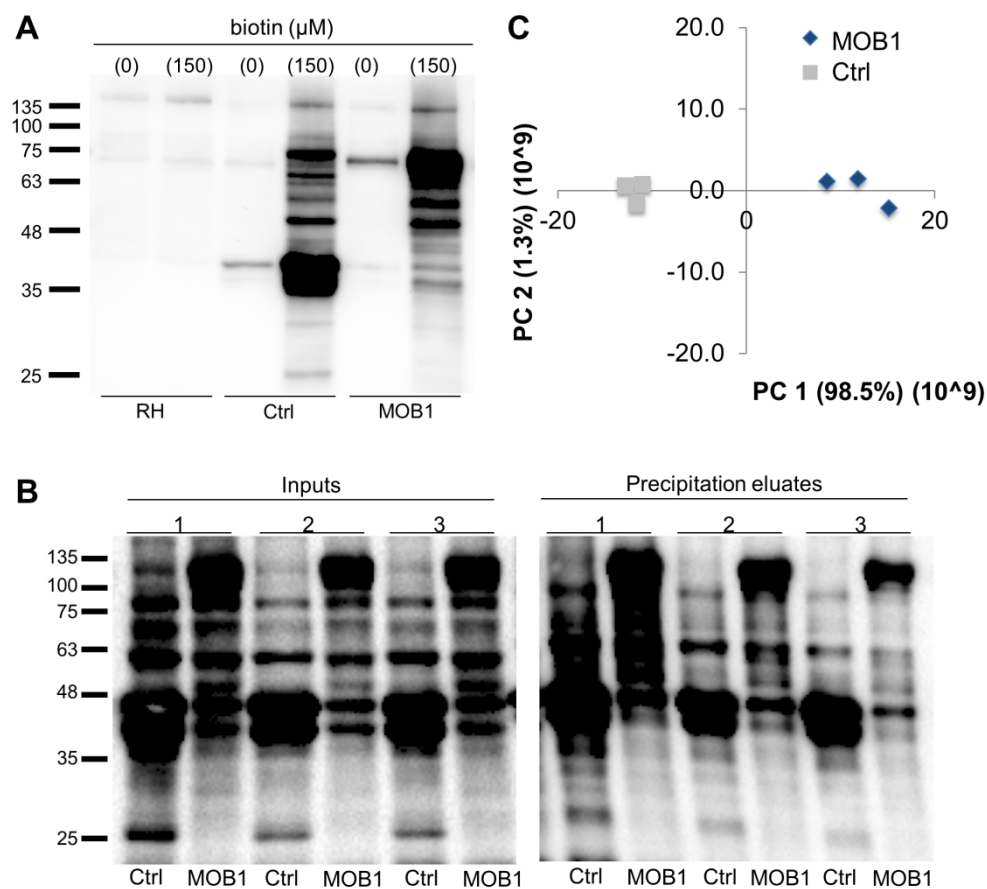 A
biotin (µM)
(0) (150) (0) (150) (0) (150)
135
100
75
63
48
35
25
RH Ctrl MOB1
C
20.0
10.0
0.0
-10.0
-20.0
-20 0 20
MOB1
Ctrl
PC 2 (1.3%) (10^9)
PC 1 (98.5%) (10^9)
B
Inputs
Precipitation eluates
1 2 3
1 2 3
135
100
75
63
48
35
25
Ctrl MOB1 Ctrl MOB1 Ctrl MOB1
Ctrl MOB1 Ctrl MOB1 Ctrl MOB1